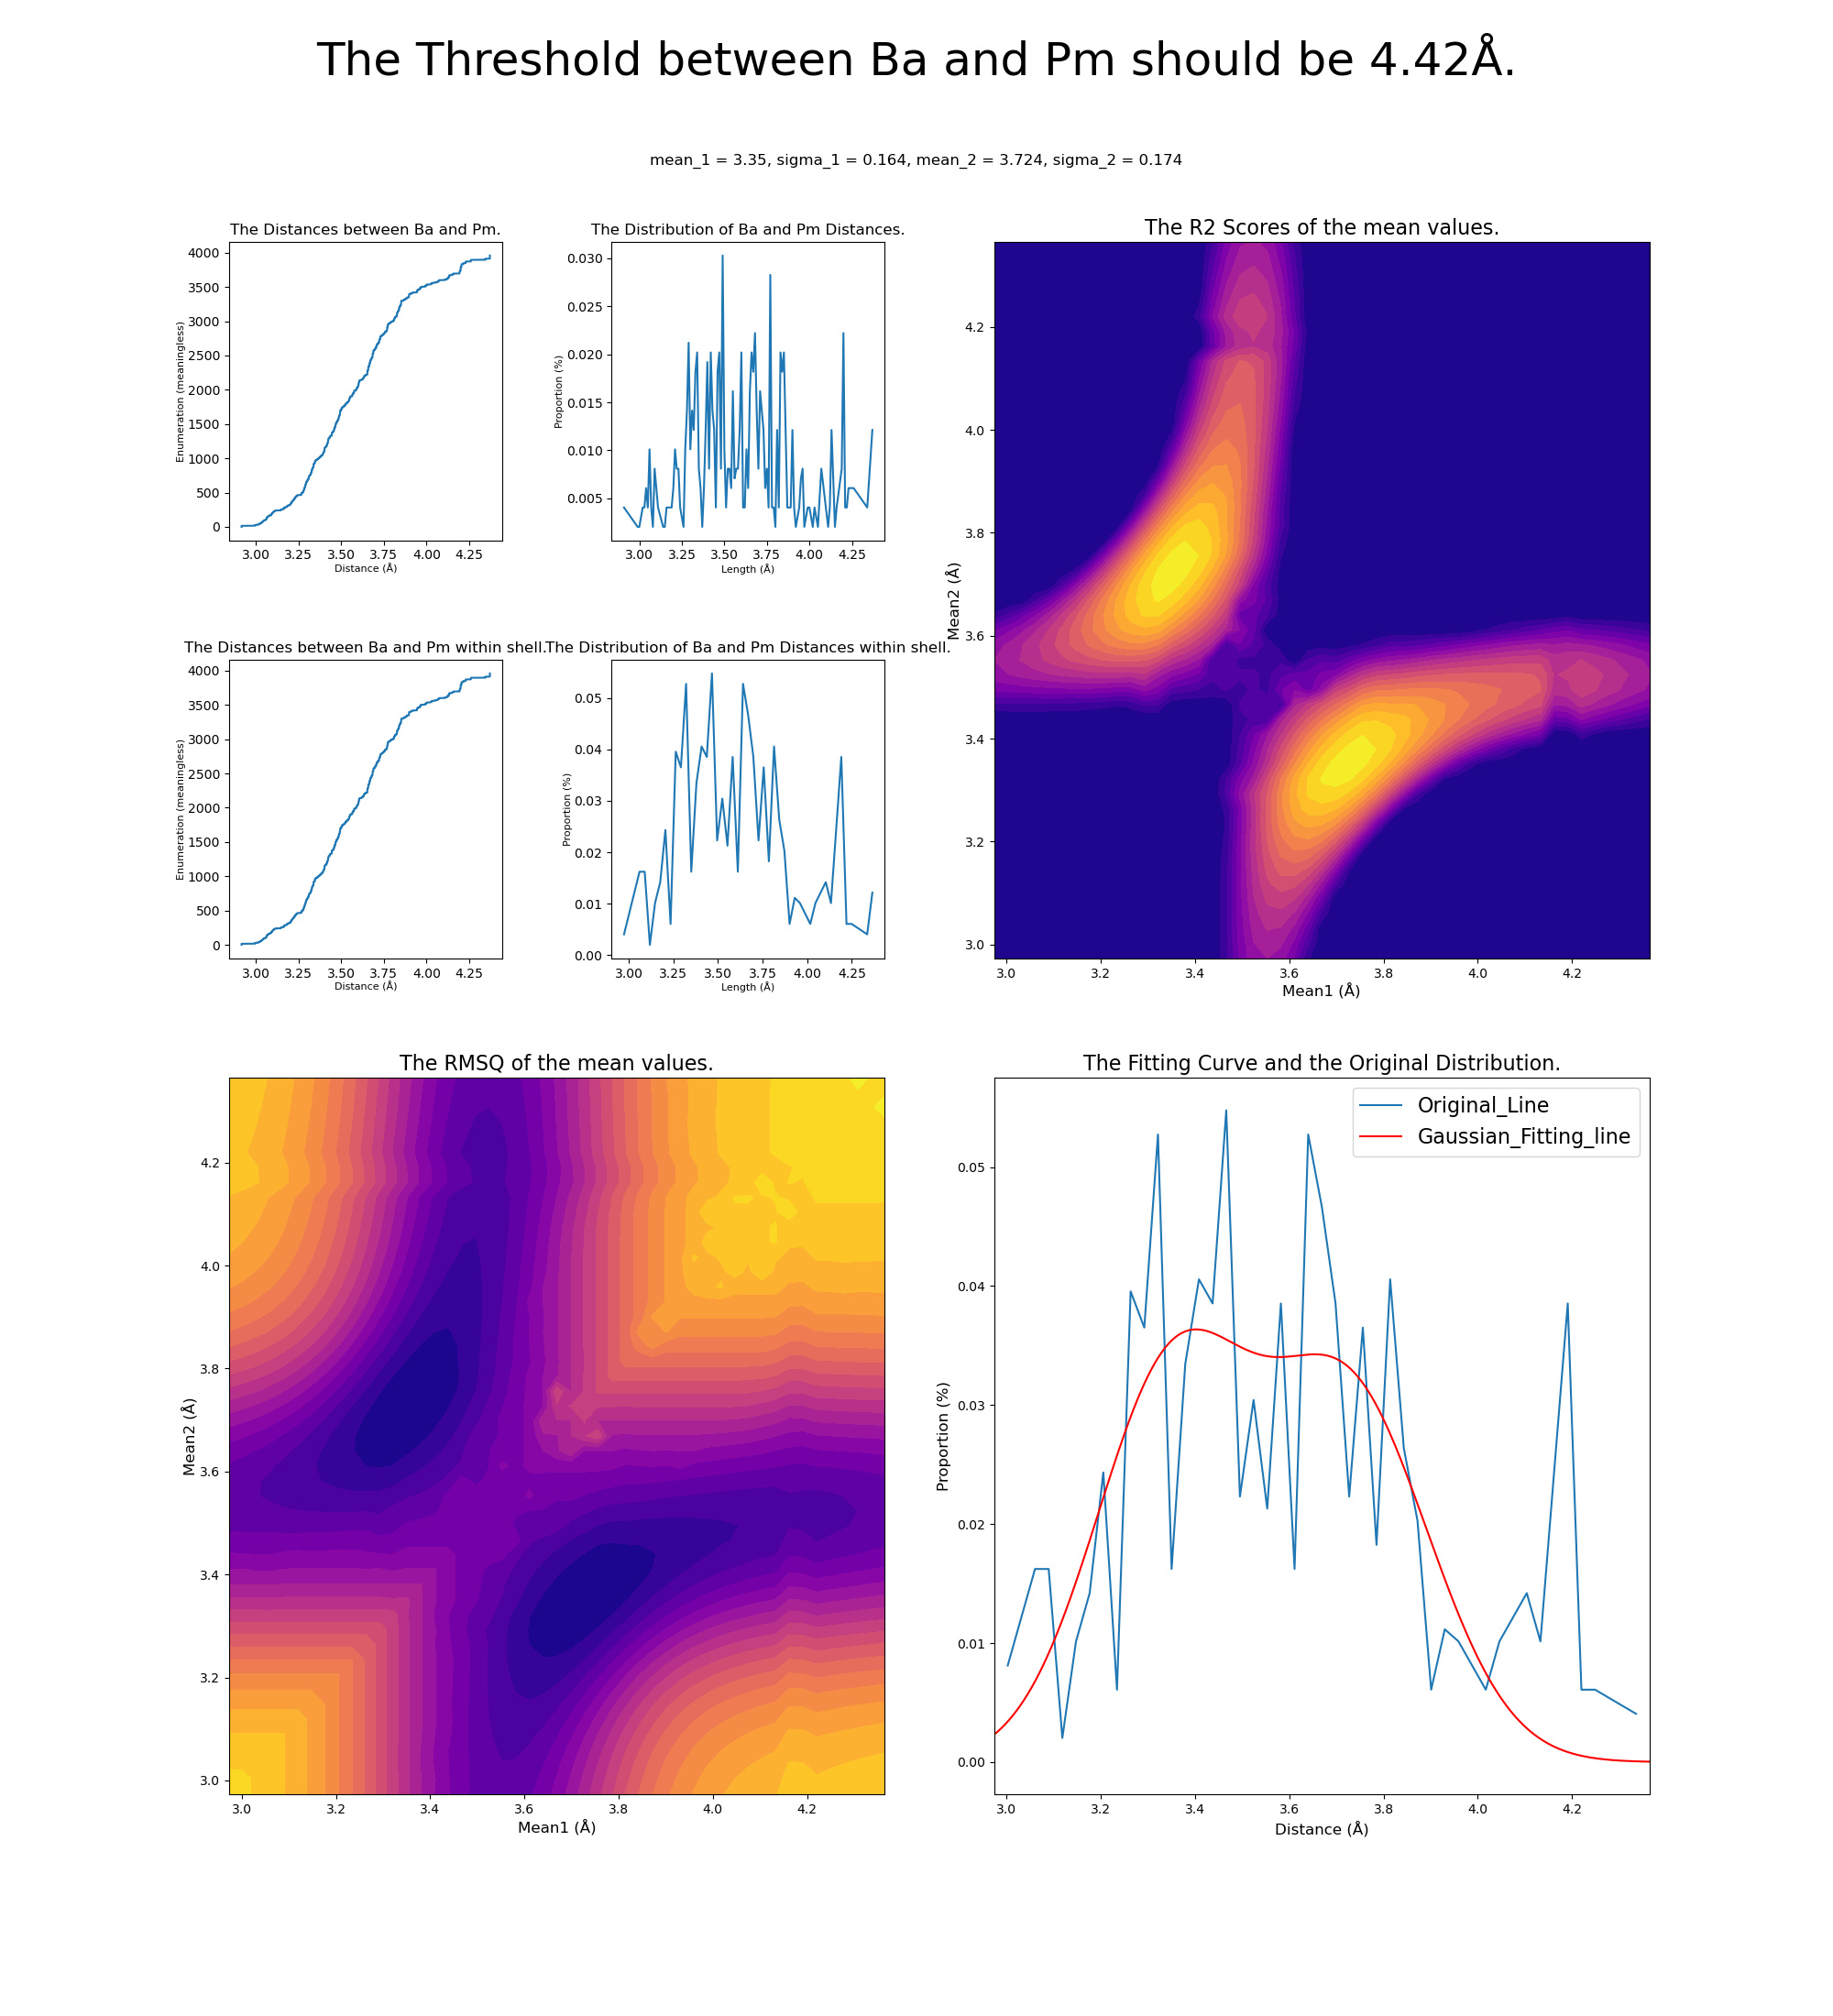 The Threshold between Ba and Pm should be 4.42Å.
mean_1 = 3.35, sigma_1 = 0.164, mean_2 = 3.724, sigma_2 = 0.174
The Distances between Ba and Pm.
4000
3500
3000
2500
2000
1500
1000
500
0
Enumeration (meaningless)
3.00 3.25 3.50 3.75 4.00 4.25
Distance (Å)
The Distribution of Ba and Pm Distances.
0.030
0.025
0.020
0.015
0.010
0.005
Proportion (%)
3.00 3.25 3.50 3.75 4.00 4.25
Length (Å)
The R2 Scores of the mean values.
4.2
4.0
3.8
3.6
3.4
3.2
3.0
Mean2 (Å)
3.0 3.2 3.4 3.6 3.8 4.0 4.2
Mean1 (Å)
The Distances between Ba and Pm within shell.
4000
3500
3000
2500
2000
1500
1000
500
0
Enumeration (meaningless)
3.00 3.25 3.50 3.75 4.00 4.25
Distance (Å)
The Distribution of Ba and Pm Distances within shell.
0.05
0.04
0.03
0.02
0.01
0.00
Proportion (%)
3.00 3.25 3.50 3.75 4.00 4.25
Length (Å)
The RMSQ of the mean values.
4.2
4.0
3.8
3.6
3.4
3.2
3.0
Mean2 (Å)
3.0 3.2 3.4 3.6 3.8 4.0 4.2
Mean1 (Å)
The Fitting Curve and the Original Distribution.
Original_Line
Gaussian_Fitting_line
0.05
0.04
0.03
0.02
0.01
0.00
Proportion (%)
3.0 3.2 3.4 3.6 3.8 4.0 4.2
Distance (Å)